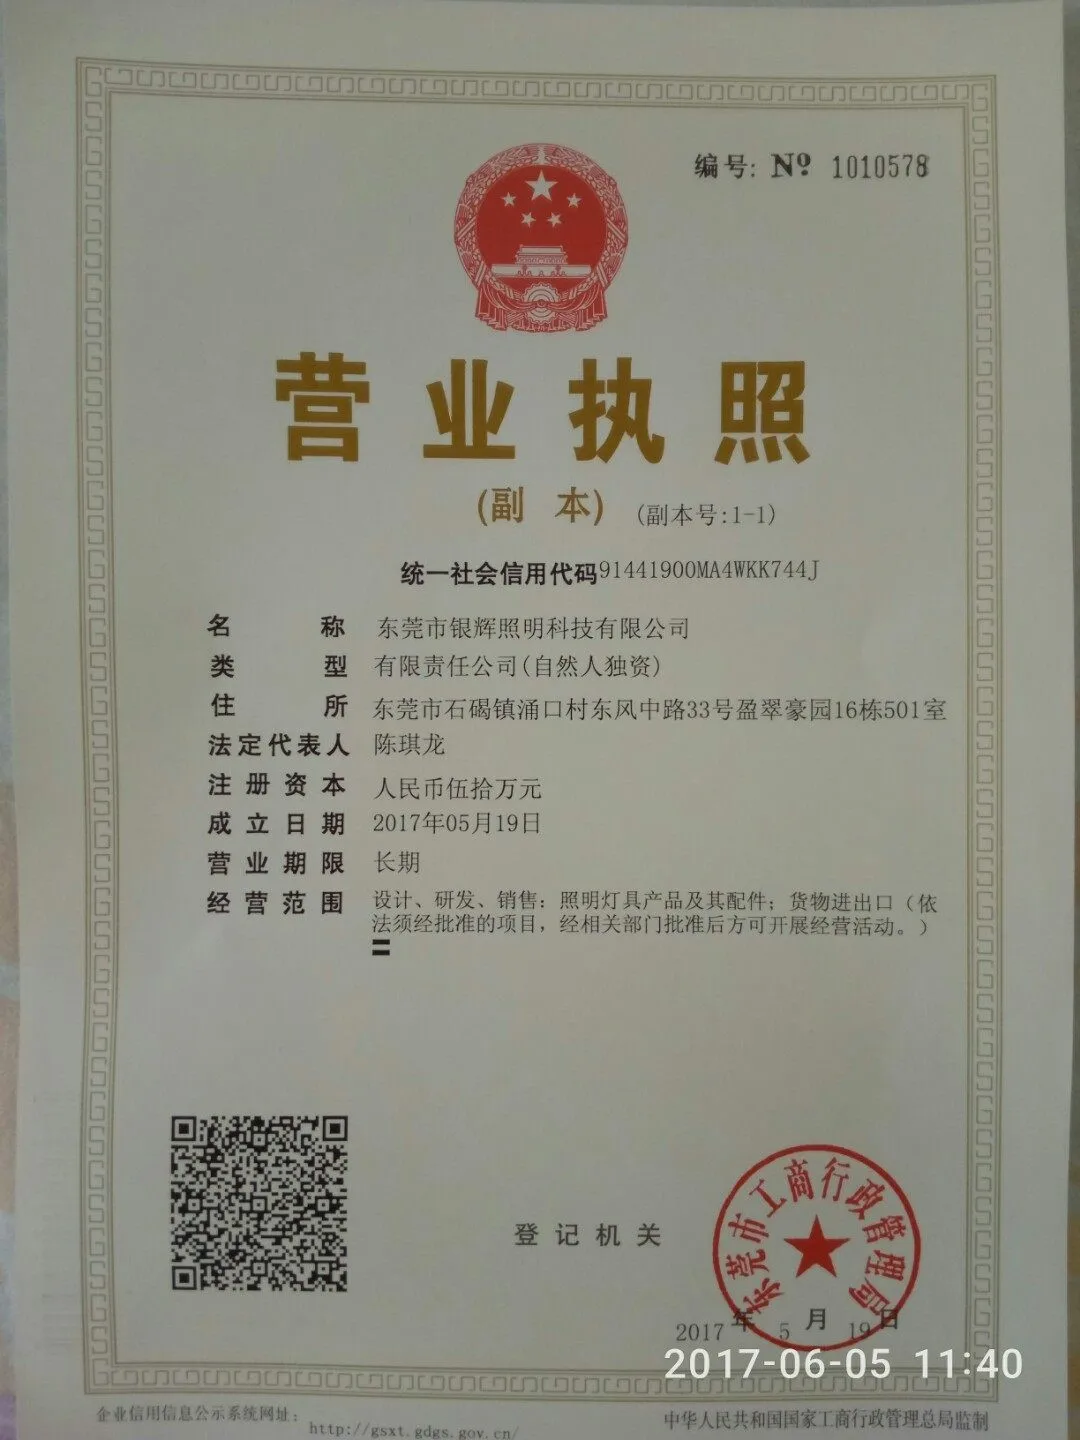 编号: Nº 1010578
营业执照
(副 本) (副本号:1-1)
统一社会信用代码91441900MA4WKK744J
名 称 东莞市银辉照明科技有限公司
类 型 有限责任公司(自然人独资)
住 所 东莞市石碣镇涌口村东风中路33号盈翠豪园16栋501室
法定代表人 陈琪龙
注册资本 人民币伍拾万元
成立日期 2017年05月19日
营业期限 长期
经营范围 设计、研发、销售：照明灯具产品及其配件；货物进出口（依
法须经批准的项目，经相关部门批准后方可开展经营活动。）
东莞市工商行政管理局
登记机关
2017 年 5 月 19 日
2017-06-05 11:40
企业信用信息公示系统网址：
http://gsxt.gdgs.gov.cn/
中华人民共和国国家工商行政管理总局监制